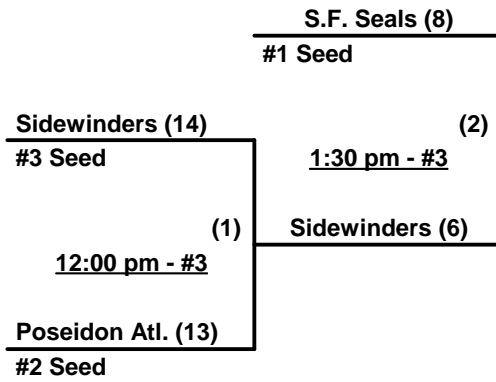 S.F. Seals (8)
#1 Seed
Sidewinders (14)
(2)
#3 Seed
1:30 pm - #3
(1)
Sidewinders (6)
12:00 pm - #3
Poseidon Atl. (13)
#2 Seed